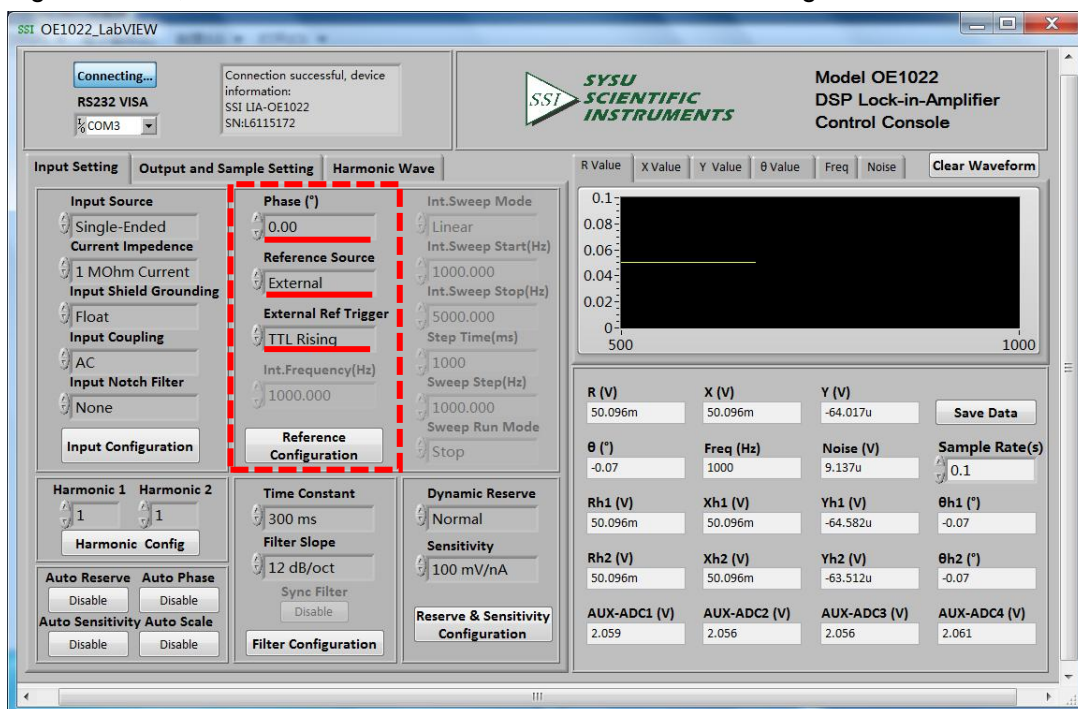 SSI OE1022_LabVIEW
Connecting...
RS232 VISA
COM3
Connection successful, device
information:
SSI LIA-OE1022
SN:L6115172
SSI
SYSU
SCIENTIFIC
INSTRUMENTS
Model OE1022
DSP Lock-in-Amplifier
Control Console
Input Setting
Output and Sample Setting
Harmonic Wave
Input Source
Single-Ended
Current Impedence
1 MOhm Current
Input Shield Grounding
Float
Input Coupling
AC
Input Notch Filter
None
Input Configuration
Phase (°)
0.00
Reference Source
External
External Ref Trigger
TTL Rising
Int.Frequency(Hz)
1000.000
Reference
Configuration
Int.Sweep Mode
Linear
Int.Sweep Start(Hz)
1000.000
Int.Sweep Stop(Hz)
5000.000
Step Time(ms)
1000
Sweep Step(Hz)
1000.000
Sweep Run Mode
Stop
Harmonic 1 Harmonic 2
1 1
Harmonic Config
Auto Reserve Auto Phase
Disable Disable
Auto Sensitivity Auto Scale
Disable Disable
Time Constant
300 ms
Filter Slope
12 dB/oct
Sync Filter
Disable
Filter Configuration
Dynamic Reserve
Normal
Sensitivity
100 mV/nA
Reserve & Sensitivity
Configuration
R Value X Value Y Value θ Value Freq Noise Clear Waveform
0.1
0.08
0.06
0.04
0.02
0
500 1000
R (V) X (V) Y (V)
50.096m 50.096m -64.017u Save Data
θ (°) Freq (Hz) Noise (V) Sample Rate(s)
-0.07 1000 9.137u 0.1
Rh1 (V) Xh1 (V) Yh1 (V) θh1 (°)
50.096m 50.096m -64.582u -0.07
Rh2 (V) Xh2 (V) Yh2 (V) θh2 (°)
50.096m 50.096m -63.512u -0.07
AUX-ADC1 (V) AUX-ADC2 (V) AUX-ADC3 (V) AUX-ADC4 (V)
2.059 2.056 2.056 2.061